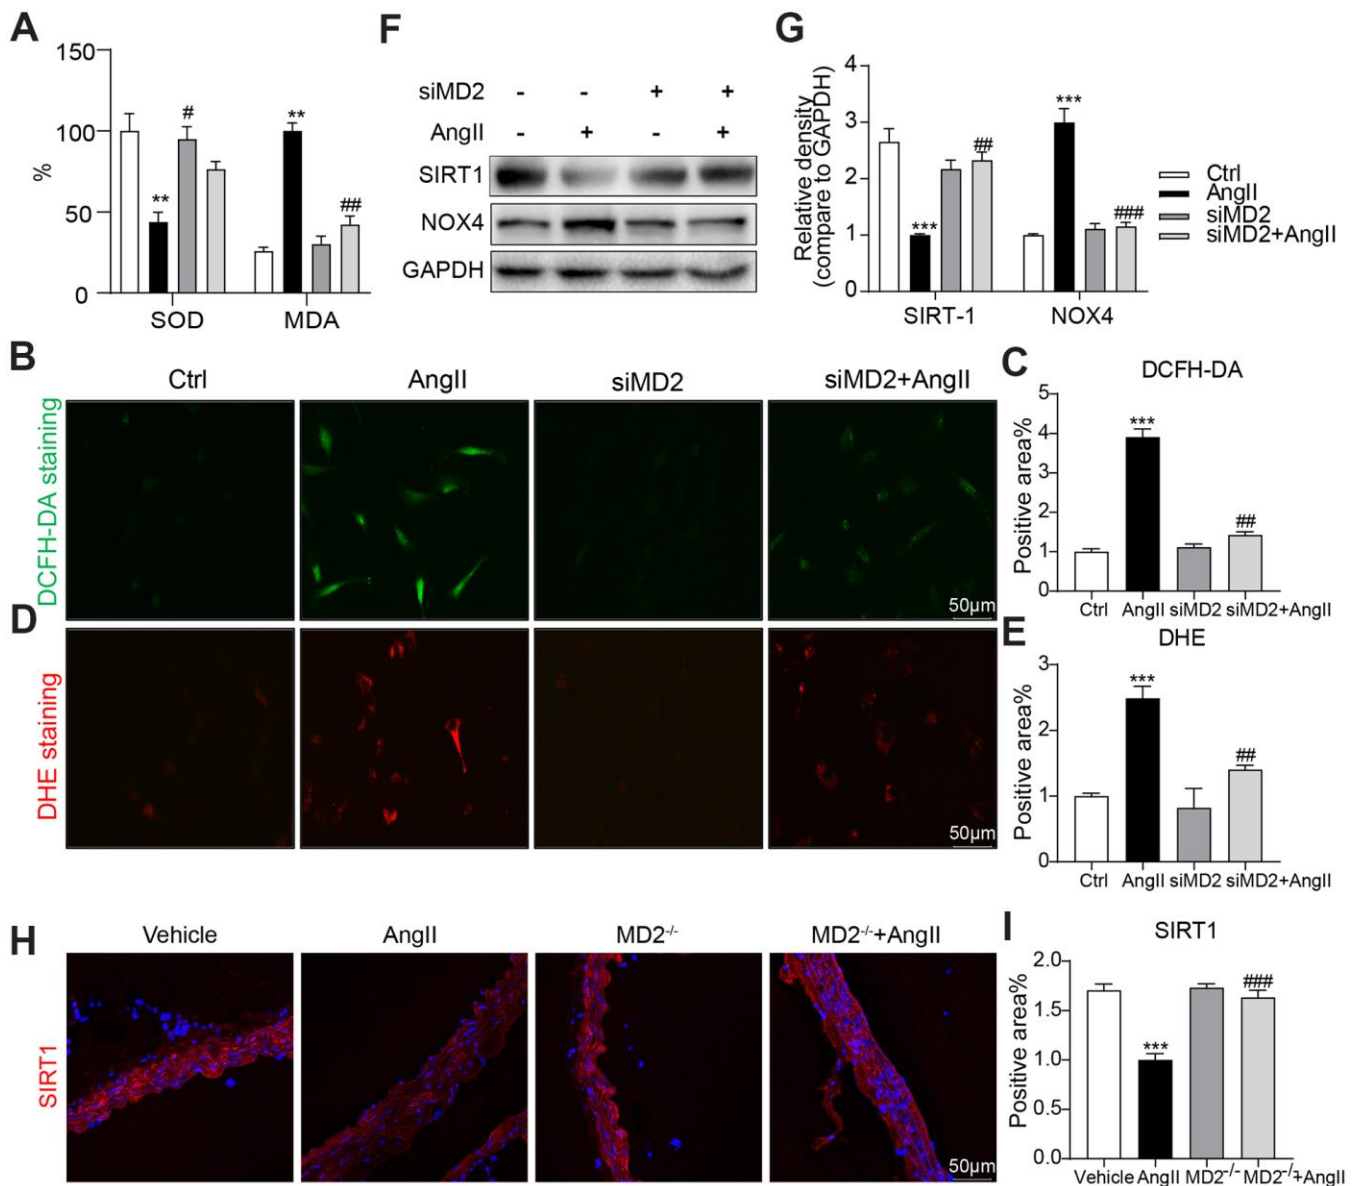 A
150
100
50
0
%
**
#
**
##
SOD
MDA
F
siMD2 - - + +
AngII - + - +
SIRT1
NOX4
GAPDH
G
Relative density
(compare to GAPDH)
4
3
2
1
0
***
##
***
###
SIRT-1
NOX4
Ctrl
AngII
siMD2
siMD2+AngII
B
Ctrl
AngII
siMD2
siMD2+AngII
DCFH-DA staining
50μm
C
DCFH-DA
Positive area%
5
4
3
2
1
0
***
##
Ctrl AngII siMD2 siMD2+AngII
D
DHE staining
50μm
E
DHE
Positive area%
3
2
1
0
***
##
Ctrl AngII siMD2 siMD2+AngII
H
Vehicle
AngII
MD2-/-
MD2-/-+AngII
SIRT1
50μm
I
SIRT1
Positive area%
2.0
1.5
1.0
0.5
0.0
***
###
Vehicle AngII MD2-/- MD2-/-+AngII